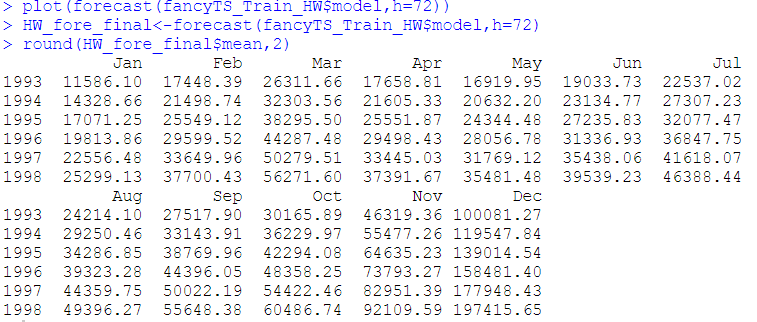 > plot(forecast(fancyTS_Train_HW$model,h=72))
> HW_fore_final<-forecast(fancyTS_Train_HW$model,h=72)
> round(HW_fore_final$mean,2)
Jan Feb Mar Apr May Jun Jul
1993 11586.10 17448.39 26311.66 17658.81 16919.95 19033.73 22537.02
1994 14328.66 21498.74 32303.56 21605.33 20632.20 23134.77 27307.23
1995 17071.25 25549.12 38295.50 25551.87 24344.48 27235.83 32077.47
1996 19813.86 29599.52 44287.48 29498.43 28056.78 31336.93 36847.75
1997 22556.48 33649.96 50279.51 33445.03 31769.12 35438.06 41618.07
1998 25299.13 37700.43 56271.60 37391.67 35481.48 39539.23 46388.44
Aug Sep Oct Nov Dec
1993 24214.10 27517.90 30165.89 46319.36 100081.27
1994 29250.46 33143.91 36229.97 55477.26 119547.84
1995 34286.85 38769.96 42294.08 64635.23 139014.54
1996 39323.28 44396.05 48358.25 73793.27 158481.40
1997 44359.75 50022.19 54422.46 82951.39 177948.43
1998 49396.27 55648.38 60486.74 92109.59 197415.65